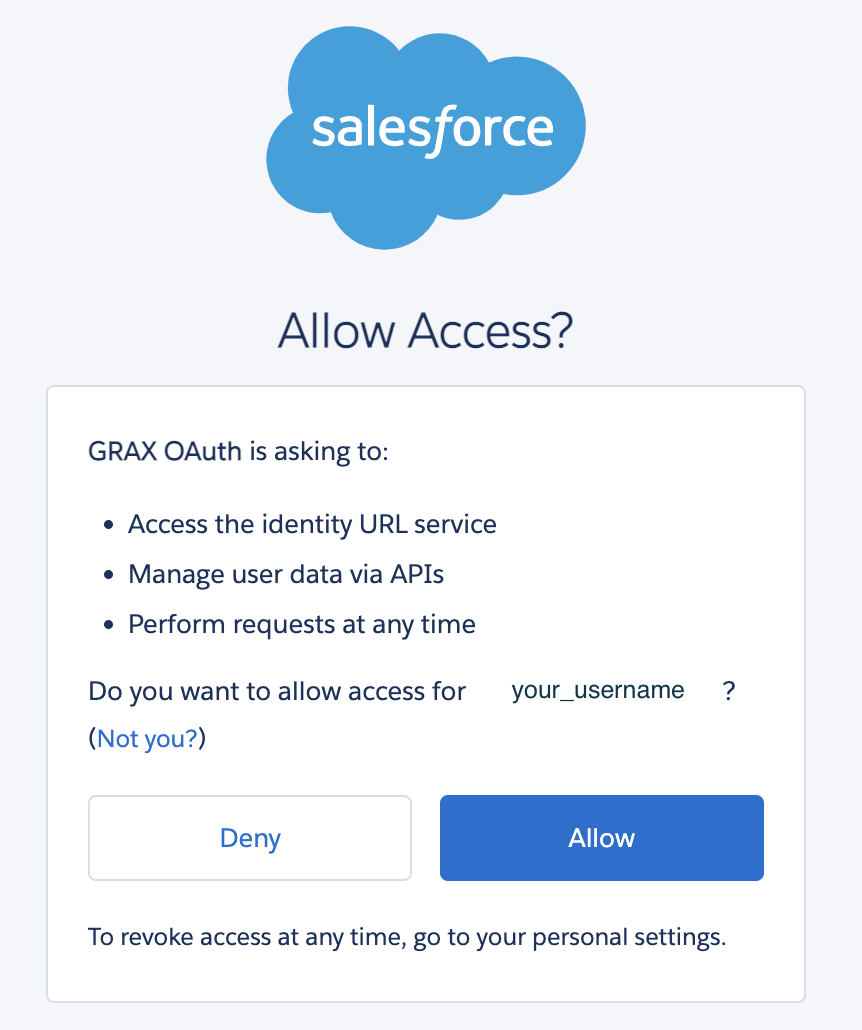 salesforce
Allow Access?
GRAX OAuth is asking to:
• Access the identity URL service
• Manage user data via APIs
• Perform requests at any time
Do you want to allow access for your_username ?
(Not you?)
Deny Allow
To revoke access at any time, go to your personal settings.